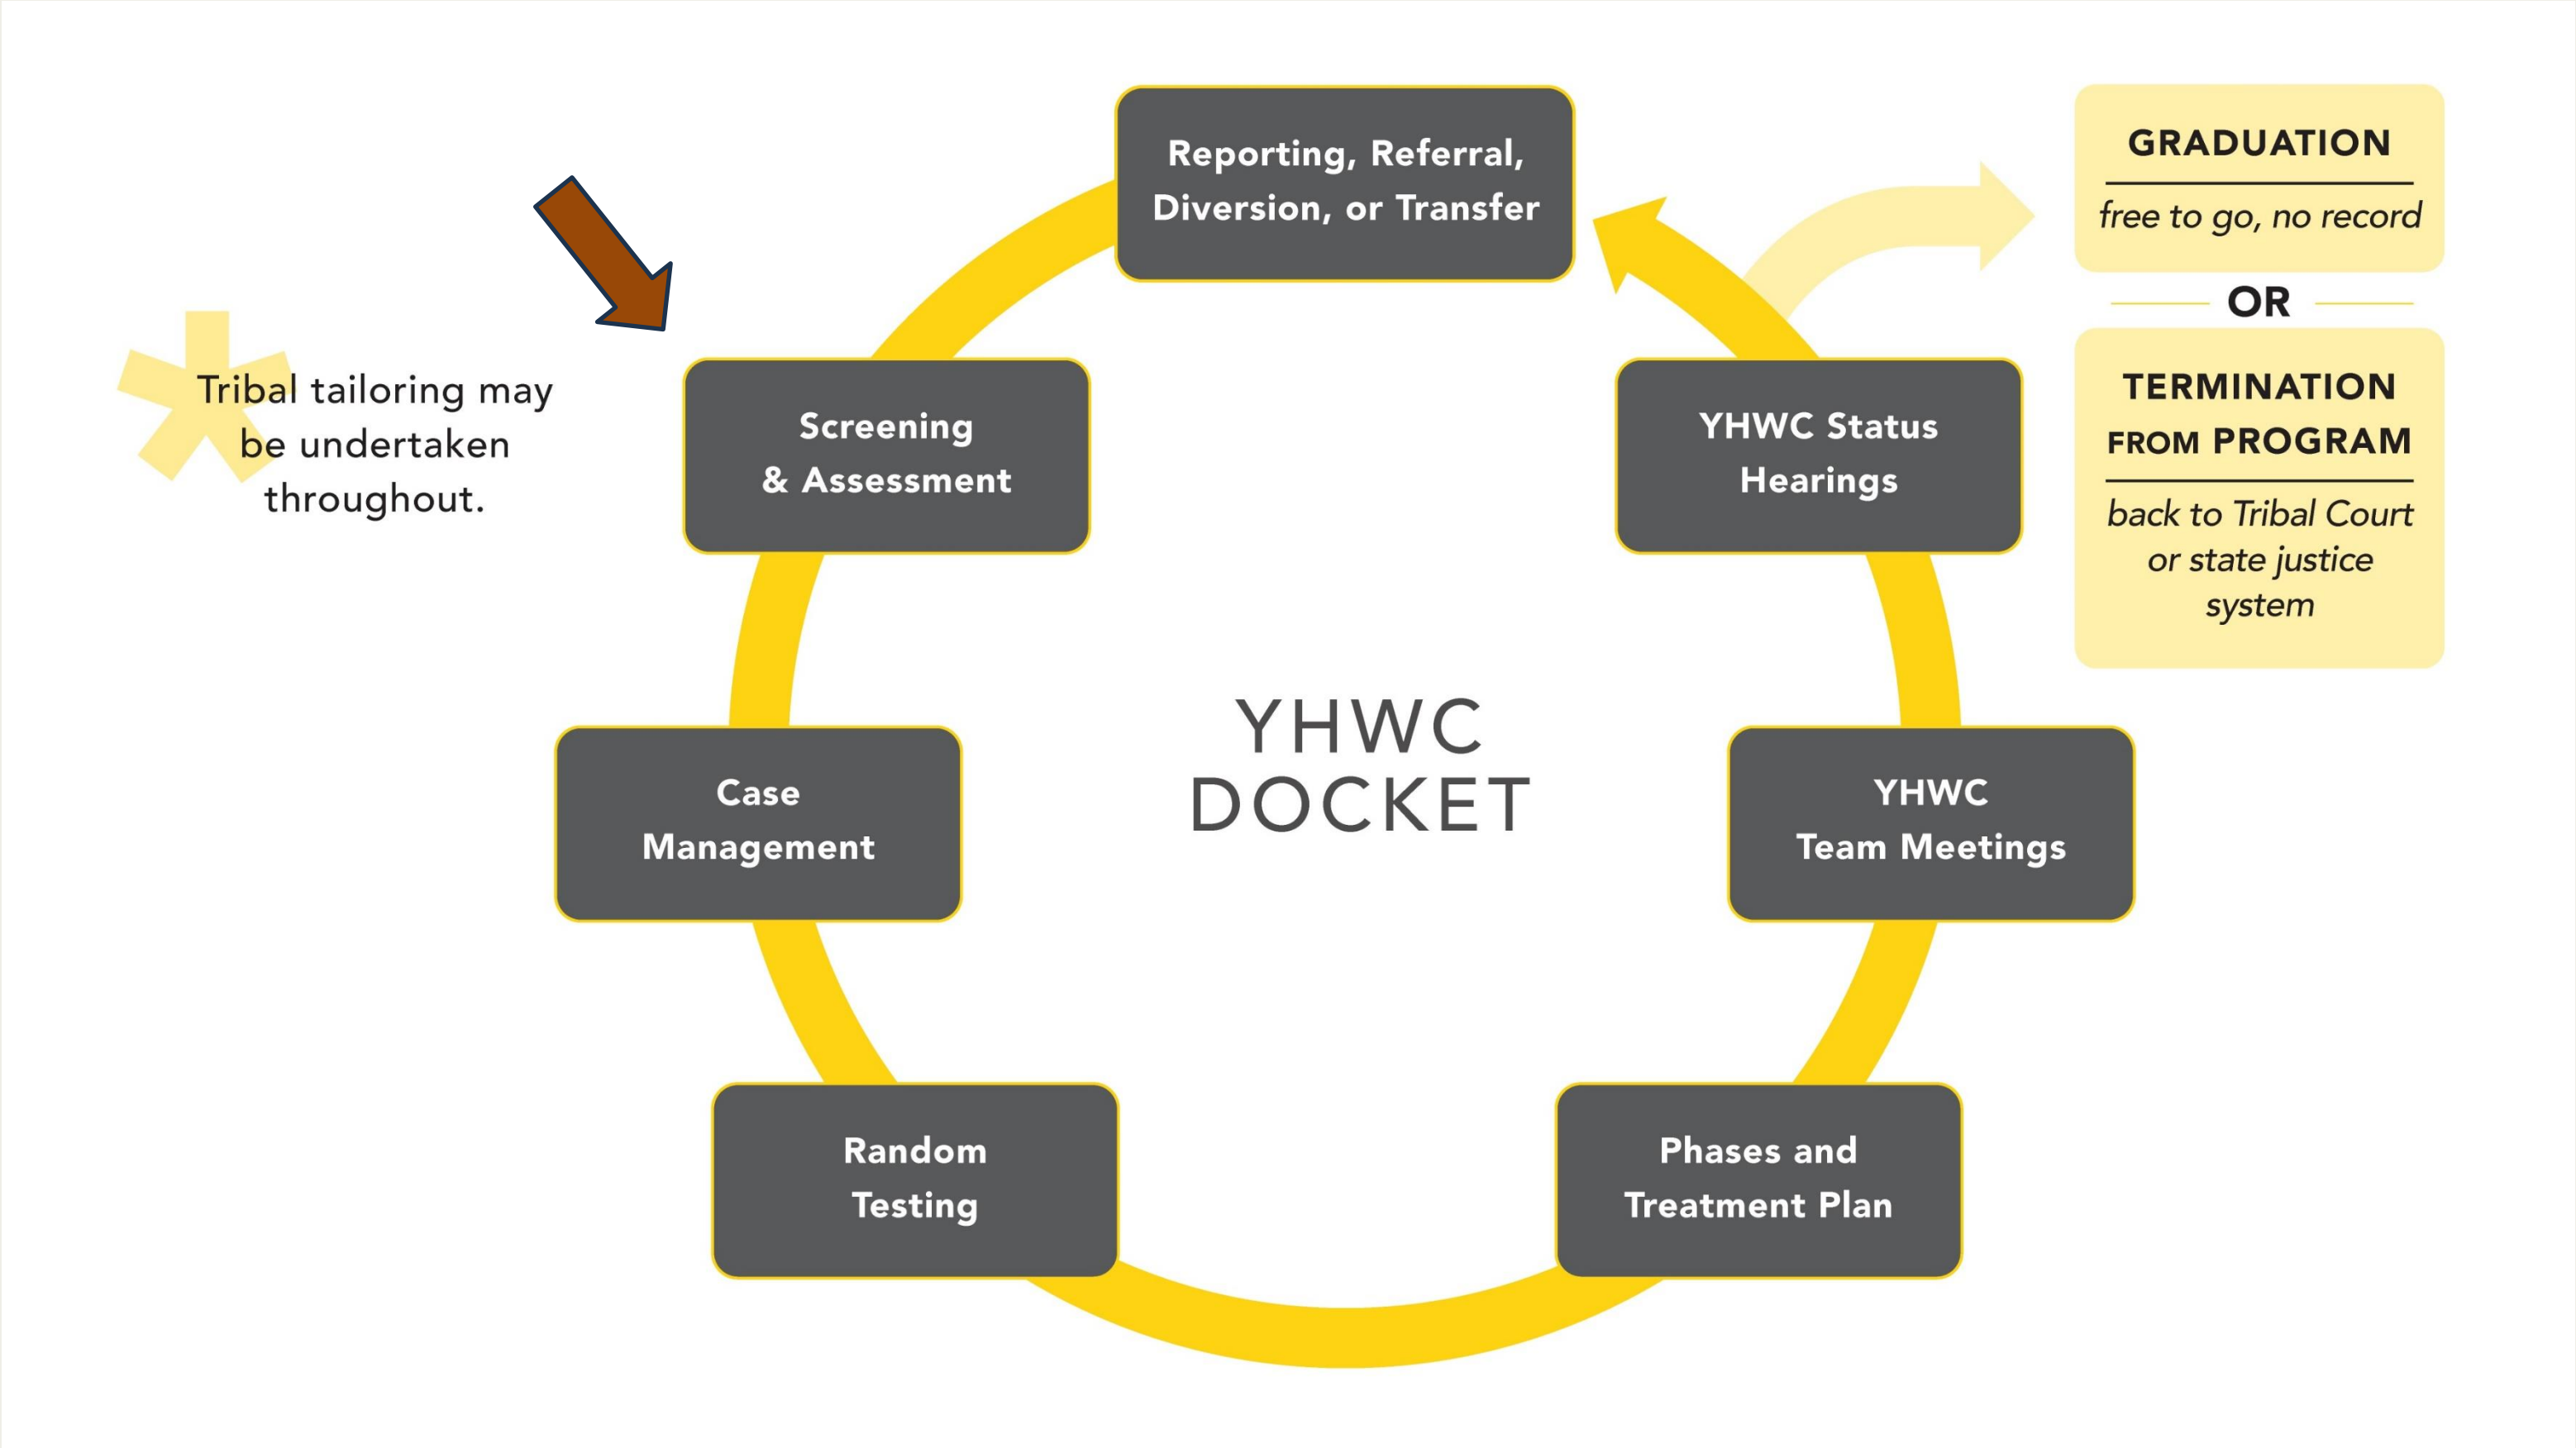 Reporting, Referral,
Diversion, or Transfer
GRADUATION
free to go, no record
OR
TERMINATION
FROM PROGRAM
back to Tribal Court
or state justice
system
Tribal tailoring may
be undertaken
throughout.
Screening
& Assessment
YHWC Status
Hearings
YHWC
DOCKET
Case
Management
YHWC
Team Meetings
Random
Testing
Phases and
Treatment Plan